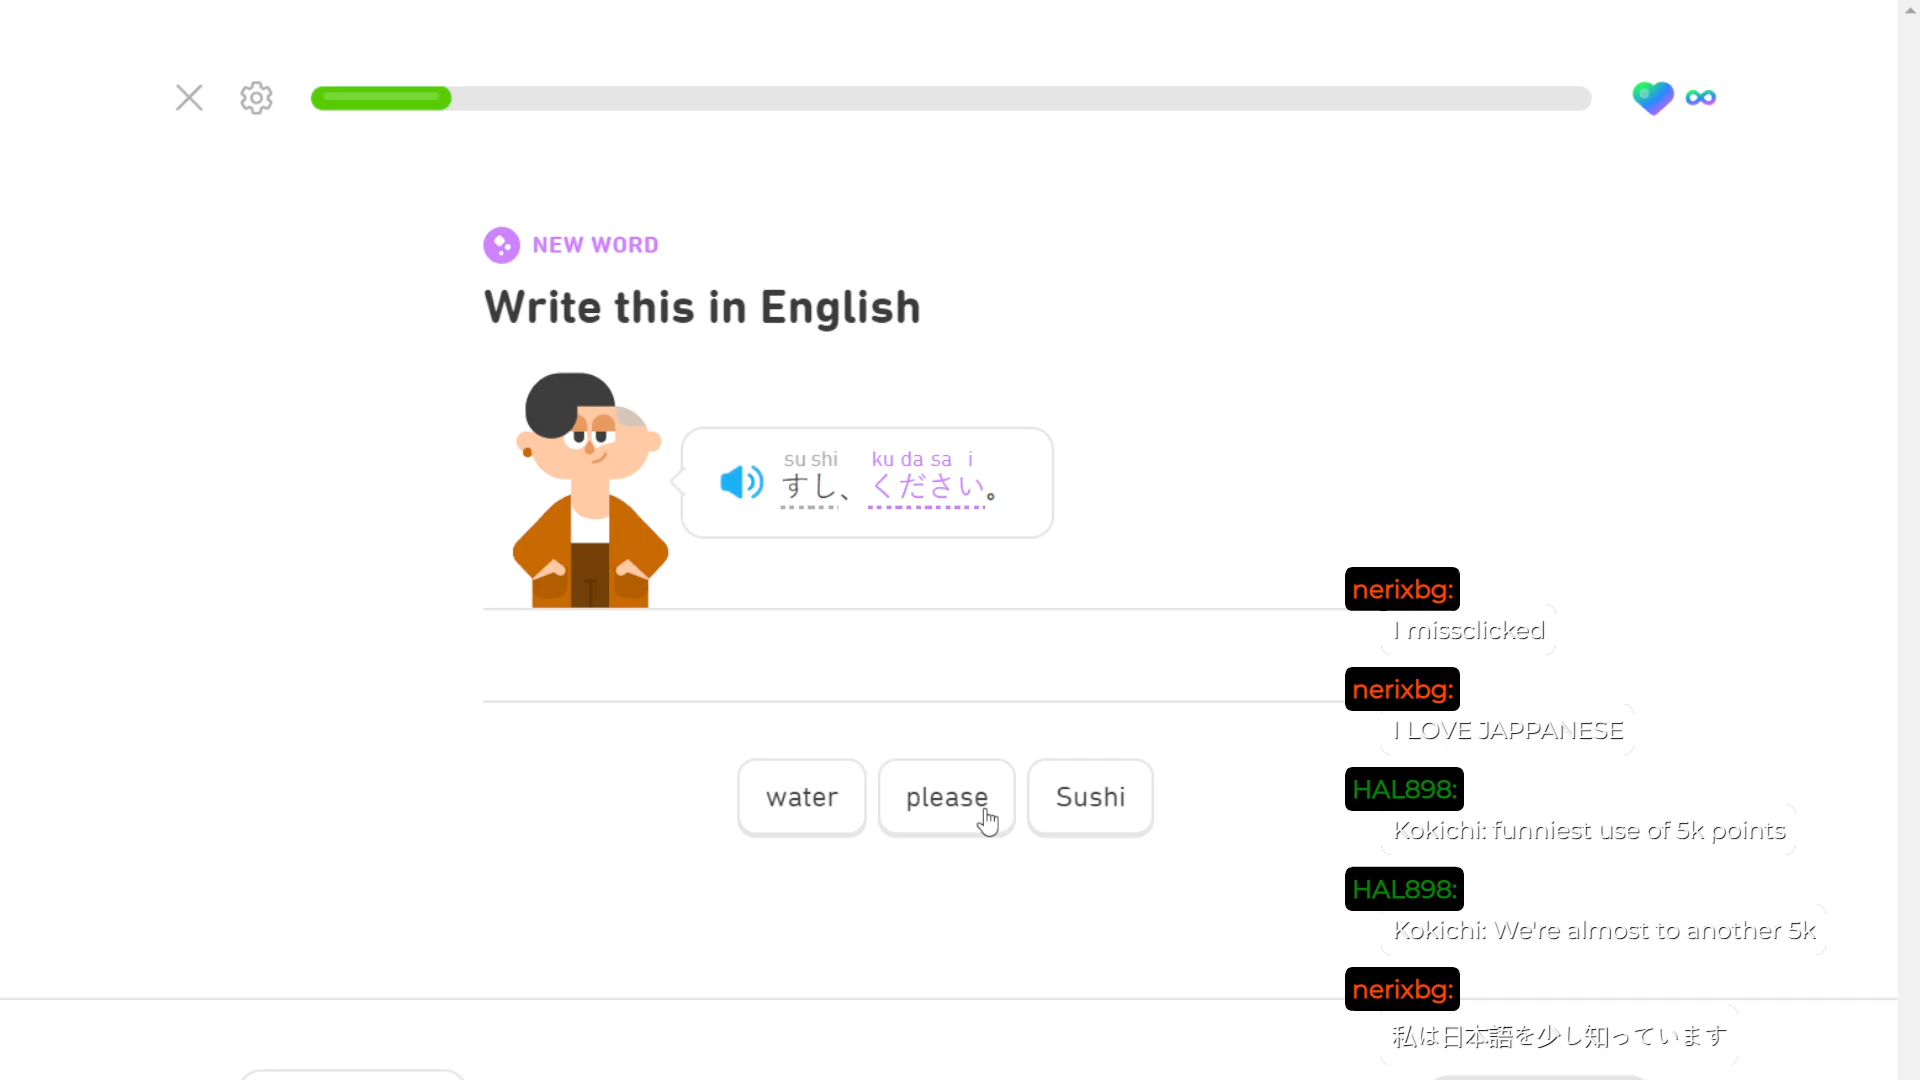 NEW WORD
Write this in English
su shi ku da sa i
すし、ください。
water please Sushi
nerixbg:
I missclicked
nerixbg:
I LOVE JAPPANESE
HAL898:
Kokichi: funniest use of 5k points
HAL898:
Kokichi: We're almost to another 5k
nerixbg:
私は日本語を少し知っています